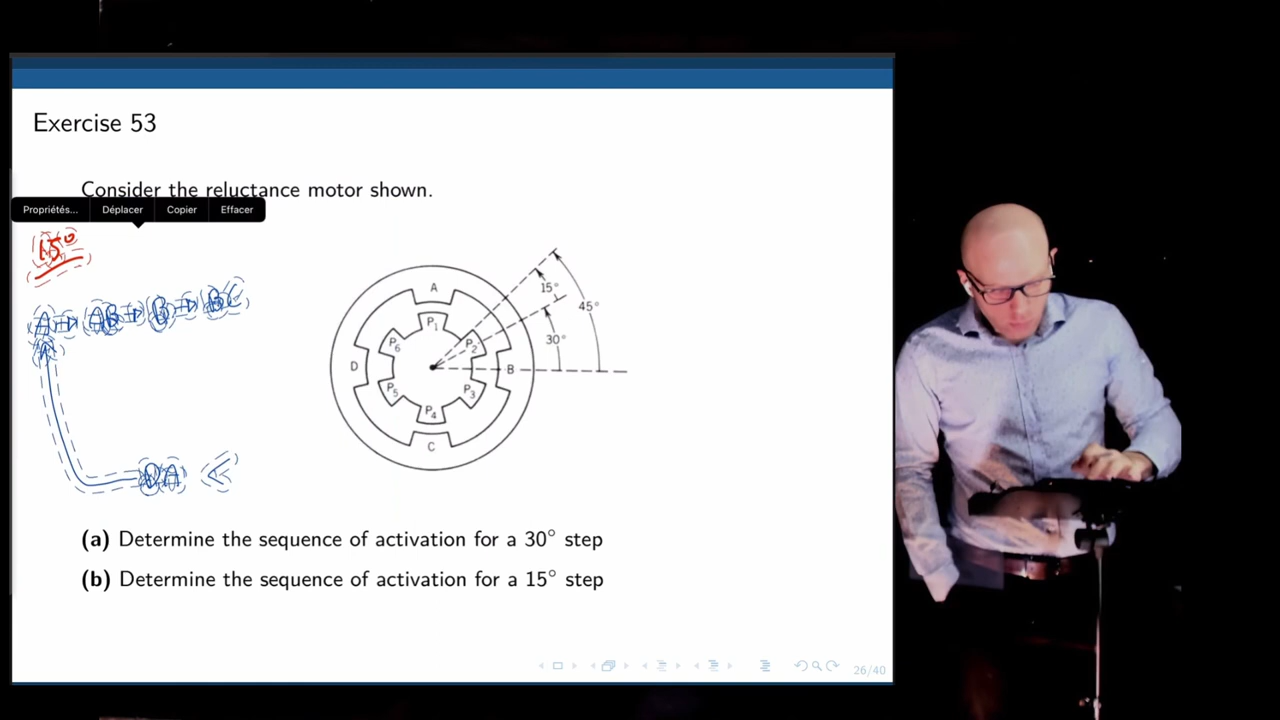 Exercise 53
Consider the reluctance motor shown.
Propriétés... Déplacer Copier Effacer
15°
A ⇒ AB ⇒ B ⇒ BC
DA
A
P1
P2
P3
P4
P5
P6
B
C
D
15°
45°
30°
(a) Determine the sequence of activation for a 30° step
(b) Determine the sequence of activation for a 15° step
26/40